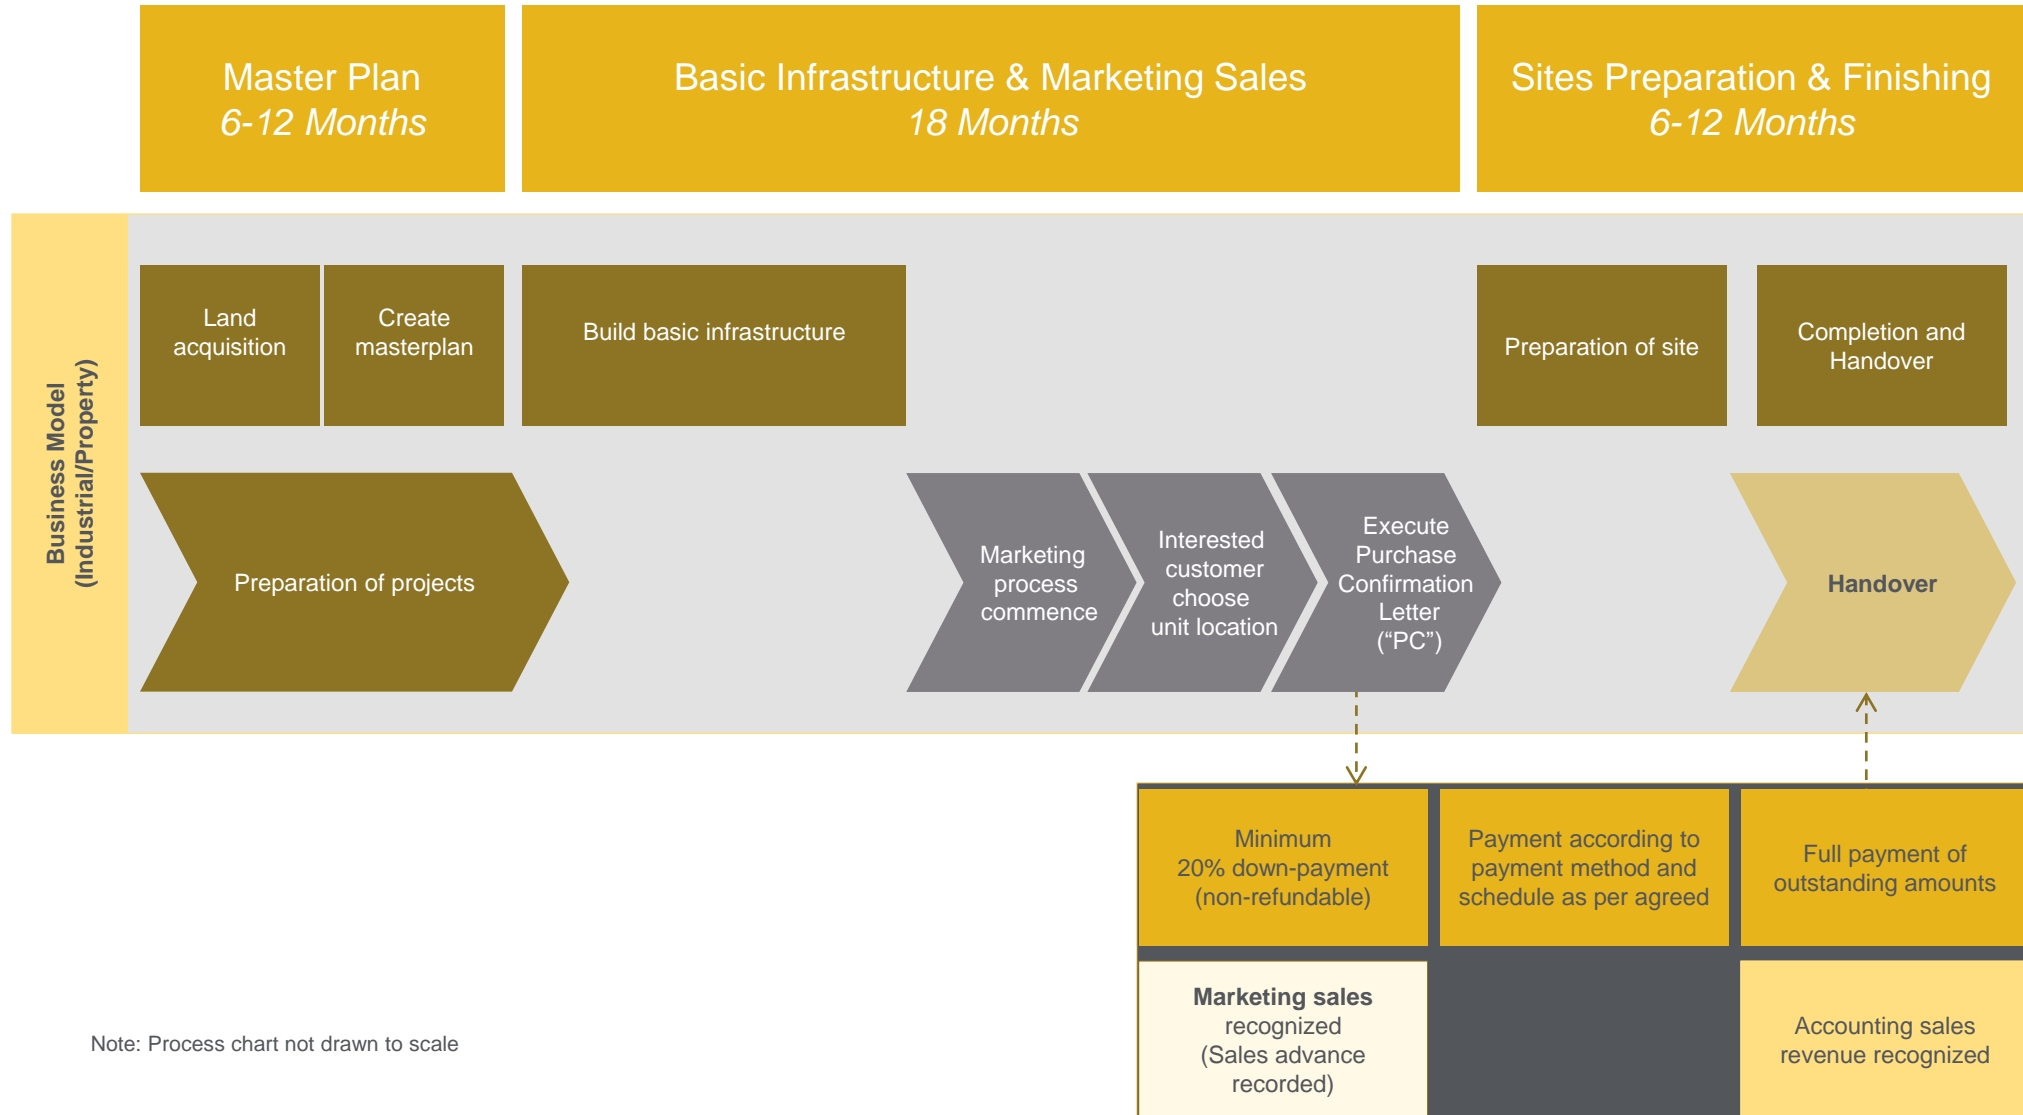 Master Plan
6-12 Months
Basic Infrastructure & Marketing Sales
18 Months
Sites Preparation & Finishing
6-12 Months
Business Model
(Industrial/Property)
Land
acquisition
Create
masterplan
Build basic infrastructure
Preparation of site
Completion and
Handover
Preparation of projects
Marketing
process
commence
Interested
customer
choose
unit location
Execute
Purchase
Confirmation
Letter
(“PC”)
Handover
Minimum
20% down-payment
(non-refundable)
Payment according to
payment method and
schedule as per agreed
Full payment of
outstanding amounts
Marketing sales
recognized
(Sales advance
recorded)
Accounting sales
revenue recognized
Note: Process chart not drawn to scale